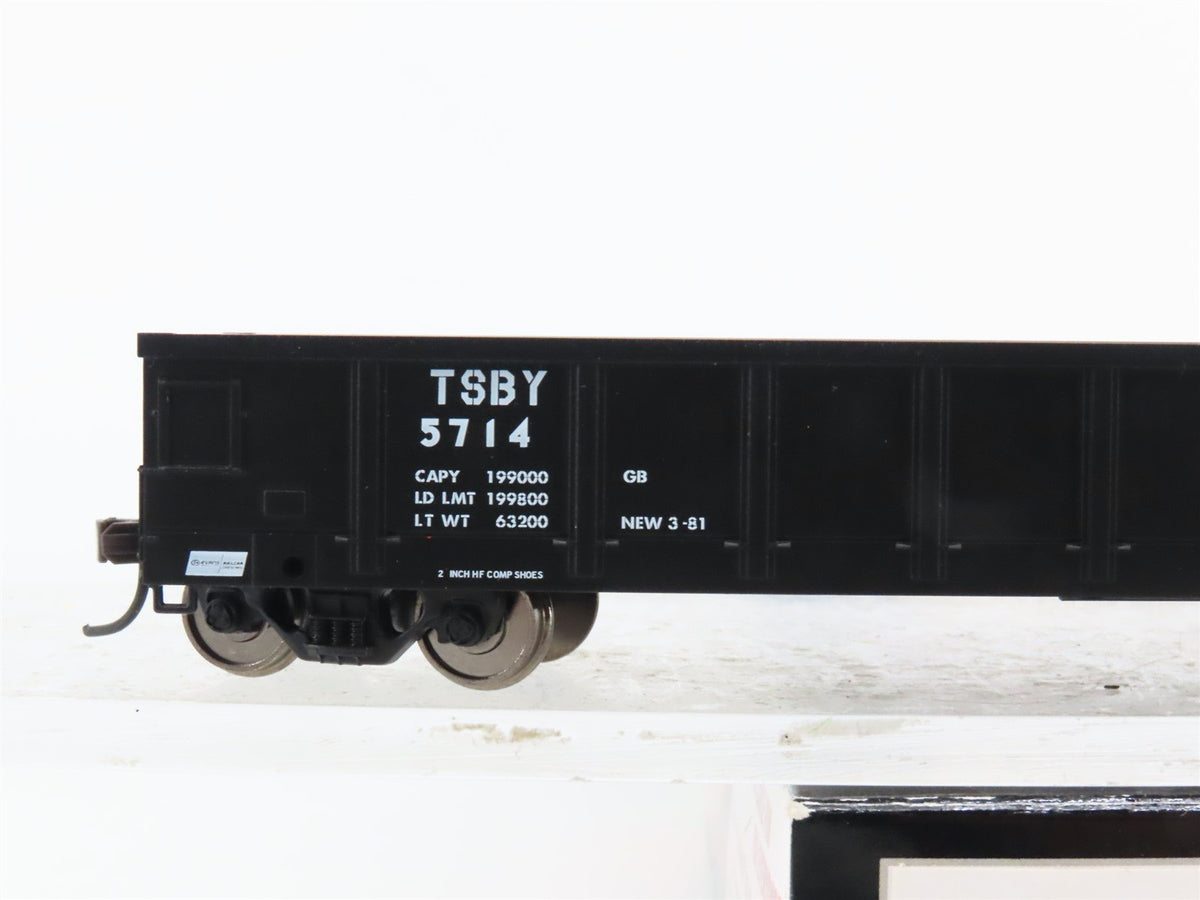 TSBY
5714
CAPY 199000 GB
LD LMT 199800
LT WT 63200 NEW 3-81
2 INCH HF COMP SHOES